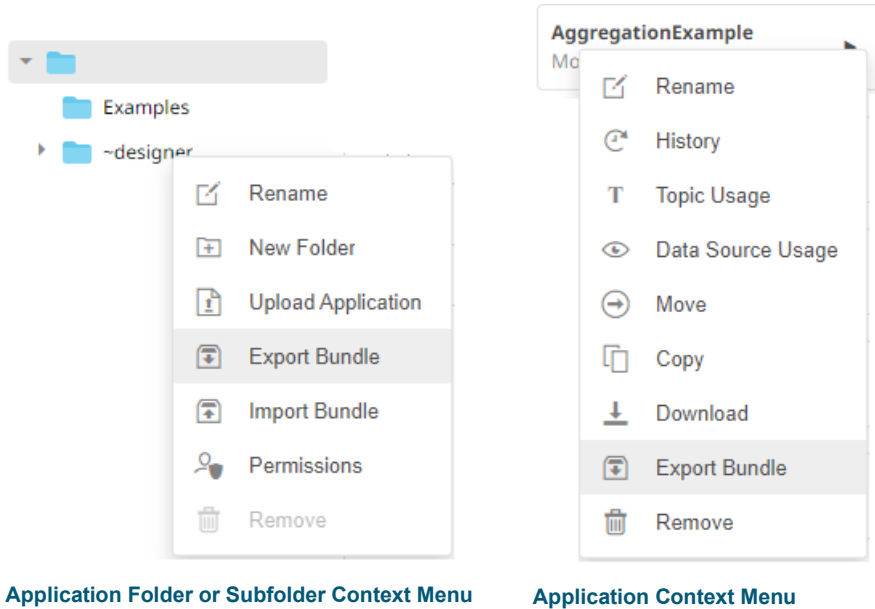 Examples
~designer
Rename
New Folder
Upload Application
Export Bundle
Import Bundle
Permissions
Remove
Application Folder or Subfolder Context Menu
AggregationExample
Mo
Rename
History
Topic Usage
Data Source Usage
Move
Copy
Download
Export Bundle
Remove
Application Context Menu